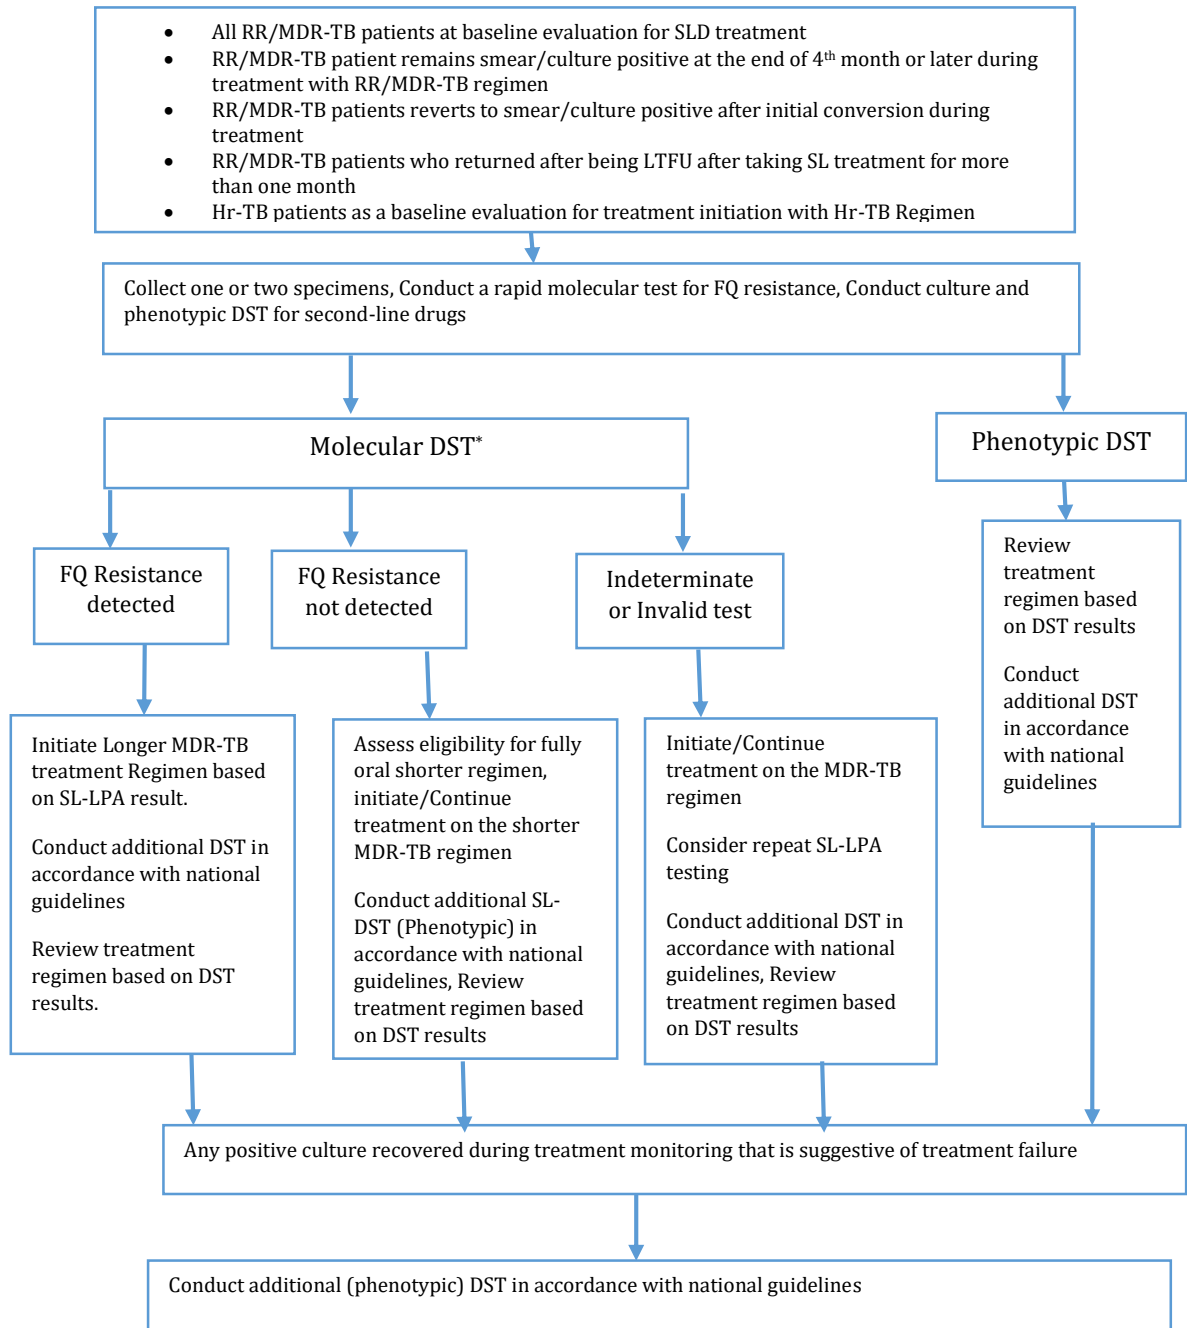 • All RR/MDR-TB patients at baseline evaluation for SLD treatment
• RR/MDR-TB patient remains smear/culture positive at the end of 4th month or later during
treatment with RR/MDR-TB regimen
• RR/MDR-TB patients reverts to smear/culture positive after initial conversion during
treatment
• RR/MDR-TB patients who returned after being LTFU after taking SL treatment for more
than one month
• Hr-TB patients as a baseline evaluation for treatment initiation with Hr-TB Regimen
Collect one or two specimens, Conduct a rapid molecular test for FQ resistance, Conduct culture and
phenotypic DST for second-line drugs
Molecular DST*
Phenotypic DST
FQ Resistance
detected
FQ Resistance
not detected
Indeterminate
or Invalid test
Review
treatment
regimen based
on DST results
Conduct
additional DST
in accordance
with national
guidelines
Initiate Longer MDR-TB
treatment Regimen based
on SL-LPA result.
Conduct additional DST in
accordance with national
guidelines
Review treatment
regimen based on DST
results.
Assess eligibility for fully
oral shorter regimen,
initiate/Continue
treatment on the shorter
MDR-TB regimen
Conduct additional SL-
DST (Phenotypic) in
accordance with national
guidelines, Review
treatment regimen based
on DST results
Initiate/Continue
treatment on the MDR-TB
regimen
Consider repeat SL-LPA
testing
Conduct additional DST in
accordance with national
guidelines, Review
treatment regimen based
on DST results
Any positive culture recovered during treatment monitoring that is suggestive of treatment failure
Conduct additional (phenotypic) DST in accordance with national guidelines